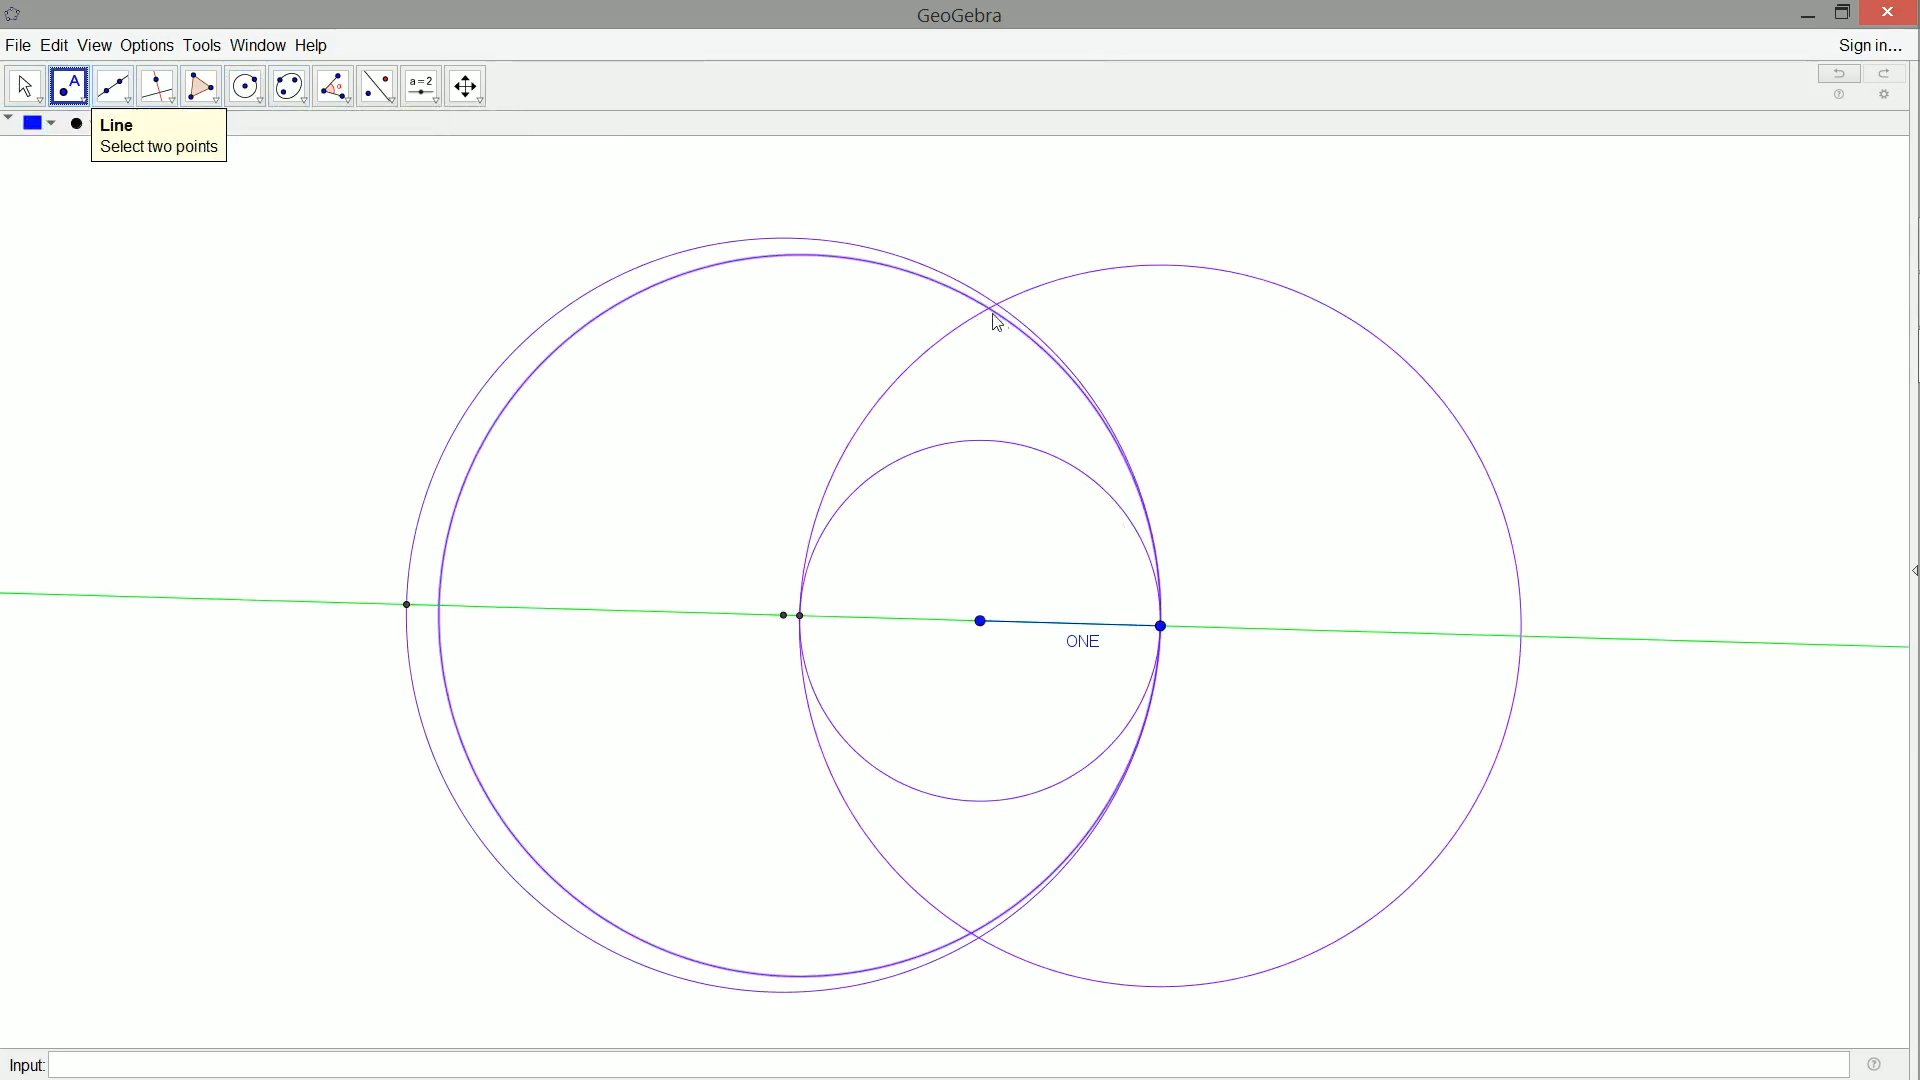 GeoGebra
File Edit View Options Tools Window Help
Sign in...
A
α
a=2
Line
Select two points
ONE
Input: